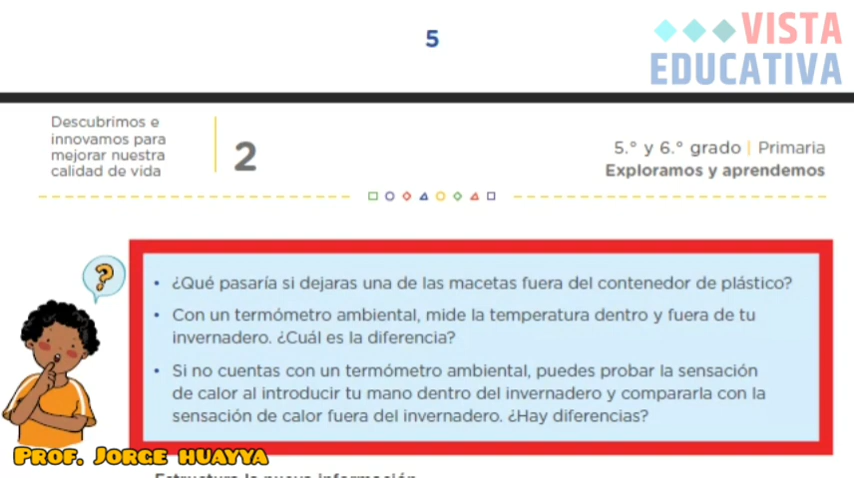 5
VISTA
EDUCATIVA
Descubrimos e
innovamos para
mejorar nuestra
calidad de vida
2
5.° y 6.° grado | Primaria
Exploramos y aprendemos
?
• ¿Qué pasaría si dejaras una de las macetas fuera del contenedor de plástico?
• Con un termómetro ambiental, mide la temperatura dentro y fuera de tu
invernadero. ¿Cuál es la diferencia?
• Si no cuentas con un termómetro ambiental, puedes probar la sensación
de calor al introducir tu mano dentro del invernadero y compararla con la
sensación de calor fuera del invernadero. ¿Hay diferencias?
PROF. JORGE HUAYYA
Estructura la nueva información